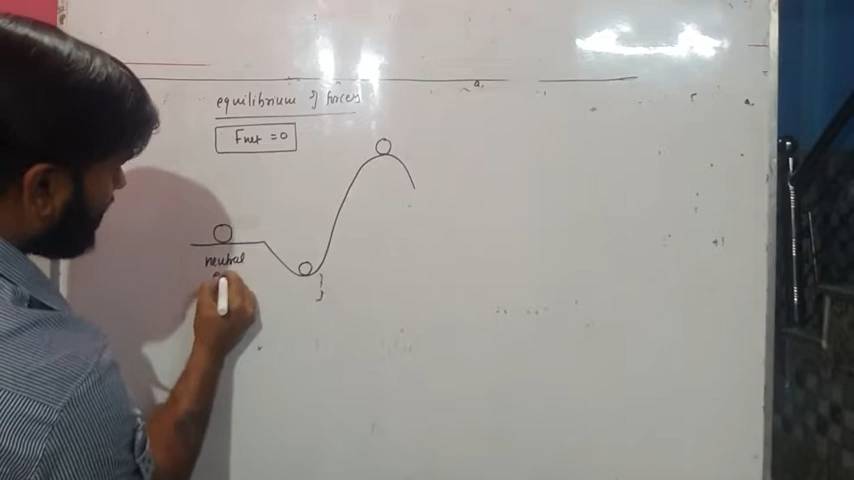 equilibrium of forces
Fnet = 0
neutral